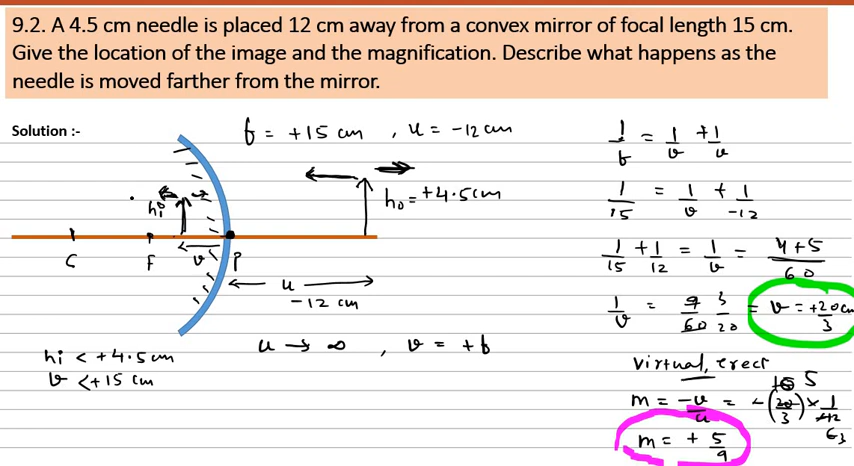 9.2. A 4.5 cm needle is placed 12 cm away from a convex mirror of focal length 15 cm.
Give the location of the image and the magnification. Describe what happens as the
needle is moved farther from the mirror.
Solution :-
f = +15 cm , u = -12 cm
h₀ = +4.5cm
hi
C F v P
u
-12 cm
u → ∞ , v = +f
hi < +4.5 cm
v < +15 cm
1/f = 1/v + 1/u
1/15 = 1/v + 1/-12
1/15 + 1/12 = 1/v = 4+5/60
1/v = 9/60 3/20 = v = +20cm/3
virtual, erect
m = -v/u = -(20/3) × 1/-12
5
63
m = + 5/9